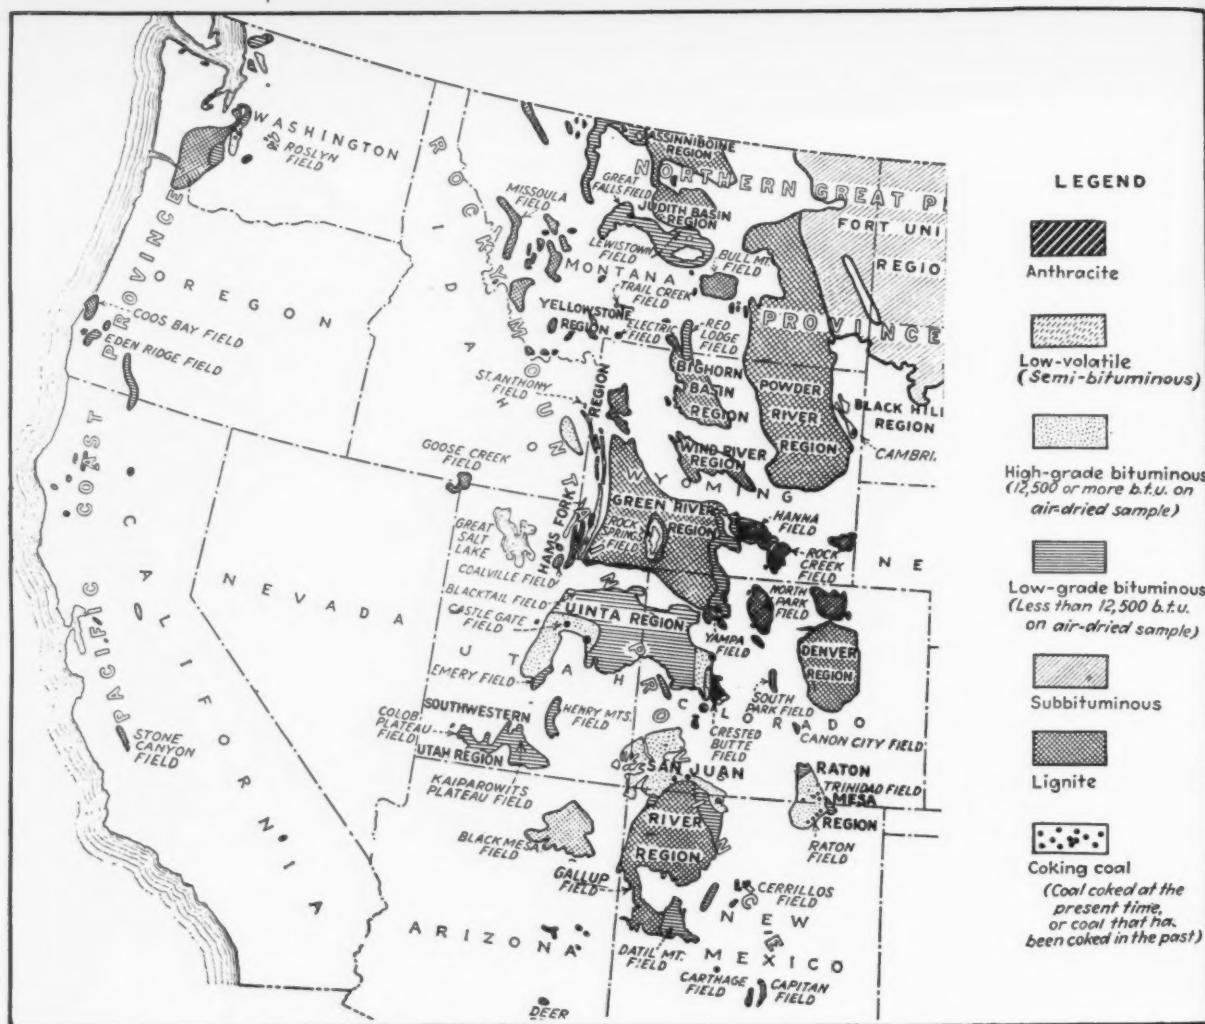 WASHINGTON
ROSLYN
FIELD
OREGON
COOS BAY FIELD
EDEN RIDGE FIELD
PACIFIC COAST PROVINCE
CALIFORNIA
STONE
CANYON
FIELD
NEVADA
IDAHO
ROCKY MOUNTAIN PROVINCE
MISSOULA
FIELD
ASSINNIBOINE
REGION
NORTHERN GREAT P
PROVINCE
GREAT
FALLS FIELD
JUDITH BASIN
REGION
LEWISTOWN
FIELD
BULL MT.
FIELD
FORT UNI
REGIO
MONTANA
TRAIL CREEK
FIELD
YELLOWSTONE
REGION
ELECTRIC
FIELD
RED
LODGE
FIELD
ST. ANTHONY
FIELD
BIGHORN
BASIN
REGION
POWDER
RIVER
REGION
BLACK HIL
REGION
CAMBRI
WIND RIVER
REGION
WYOMING
GOOSE CREEK
FIELD
HAMS FORK
REGION
GREEN RIVER
REGION
ROCK
SPRINGS
FIELD
HANNA
FIELD
ROCK
CREEK
FIELD
NE
GREAT
SALT
LAKE
COALVILLE FIELD
BLACKTAIL FIELD
CASTLE GATE
FIELD
UINTA REGION
NORTH
PARK
FIELD
YAMPA
FIELD
DENVER
REGION
UTAH
EMERY FIELD
SOUTH
PARK FIELD
COLORADO
SOUTHWESTERN
UTAH REGION
HENRY MTS.
FIELD
COLOB
PLATEAU
FIELD
CRESTED
BUTTE
FIELD
CANON CITY FIELD
KAIPAROWITS
PLATEAU FIELD
SAN JUAN
RIVER
REGION
RATON
MESA
REGION
TRINIDAD FIELD
RATON
FIELD
BLACK MESA
FIELD
GALLUP
FIELD
CERRILLOS
FIELD
ARIZONA
NEW
MEXICO
DATIL MT.
FIELD
CARTHAGE
FIELD
CAPITAN
FIELD
DEER
LEGEND
Anthracite
Low-volatile
(Semi-bituminous)
High-grade bituminous
(12,500 or more b.t.u. on
air-dried sample)
Low-grade bituminous
(Less than 12,500 b.t.u.
on air-dried sample)
Subbituminous
Lignite
Coking coal
(Coal coked at the
present time,
or coal that ha.
been coked in the past)